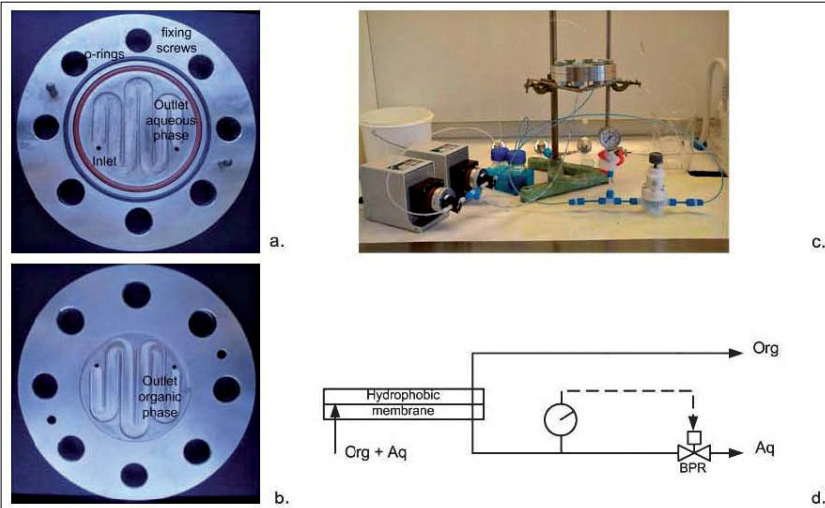 fixing
screws
o-rings
Outlet
aqueous
phase
Inlet
a.
c.
Outlet
organic
phase
b.
Org
Hydrophobic
membrane
Org + Aq
Aq
BPR
d.